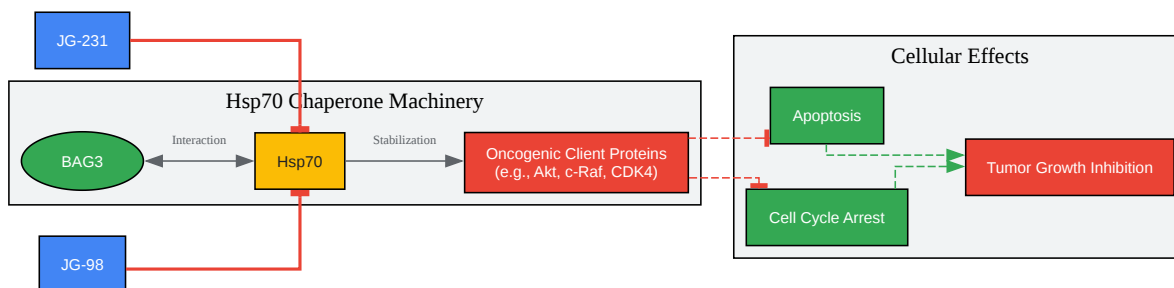 JG-231
Hsp70 Chaperone Machinery
BAG3
Interaction
Hsp70
Stabilization
Oncogenic Client Proteins
(e.g., Akt, c-Raf, CDK4)
JG-98
Cellular Effects
Apoptosis
Cell Cycle Arrest
Tumor Growth Inhibition